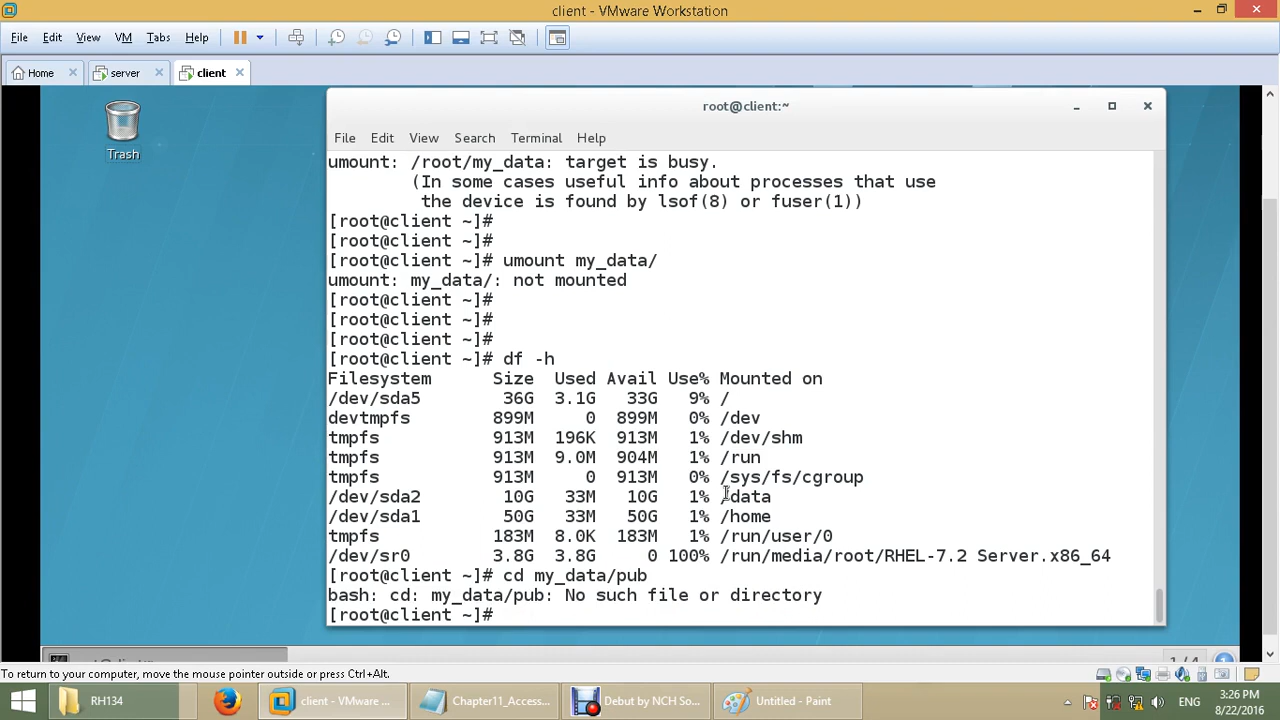 client - VMware Workstation
File Edit View VM Tabs Help
Home server client
Trash
root@client:~
File Edit View Search Terminal Help
umount: /root/my_data: target is busy.
(In some cases useful info about processes that use
the device is found by lsof(8) or fuser(1))
[root@client ~]#
[root@client ~]#
[root@client ~]# umount my_data/
umount: my_data/: not mounted
[root@client ~]#
[root@client ~]#
[root@client ~]#
[root@client ~]# df -h
Filesystem Size Used Avail Use% Mounted on
/dev/sda5 36G 3.1G 33G 9% /
devtmpfs 899M 0 899M 0% /dev
tmpfs 913M 196K 913M 1% /dev/shm
tmpfs 913M 9.0M 904M 1% /run
tmpfs 913M 0 913M 0% /sys/fs/cgroup
/dev/sda2 10G 33M 10G 1% /data
/dev/sda1 50G 33M 50G 1% /home
tmpfs 183M 8.0K 183M 1% /run/user/0
/dev/sr0 3.8G 3.8G 0 100% /run/media/root/RHEL-7.2 Server.x86_64
[root@client ~]# cd my_data/pub
bash: cd: my_data/pub: No such file or directory
[root@client ~]#
To return to your computer, move the mouse pointer outside or press Ctrl+Alt.
RH134 client - VMware ... Chapter11_Access... Debut by NCH So... Untitled - Paint ENG 3:26 PM
8/22/2016